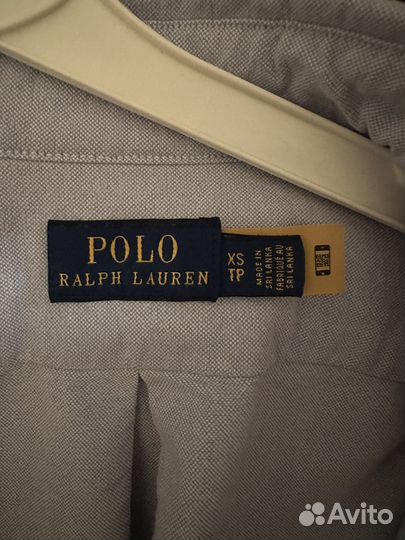 POLO
RALPH LAUREN
XS
TP
MADE IN
SRI LANKA
FABRIQUÉ AU
SRI LANKA
Avito